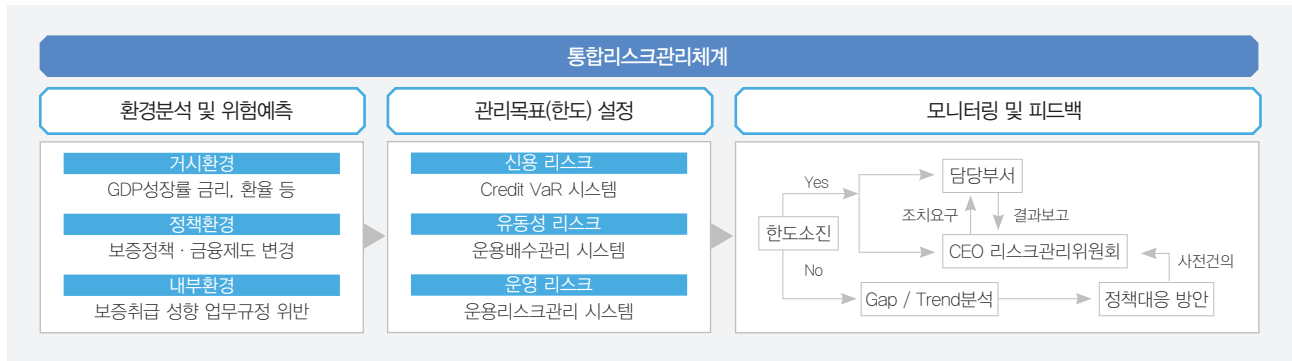 통합리스크관리체계
환경분석 및 위험예측
거시환경
GDP성장률 금리, 환율 등
정책환경
보증정책 · 금융제도 변경
내부환경
보증취급 성향 업무규정 위반
관리목표(한도) 설정
신용 리스크
Credit VaR 시스템
유동성 리스크
운용배수관리 시스템
운영 리스크
운용리스크관리 시스템
모니터링 및 피드백
한도소진
Yes
담당부서
조치요구
결과보고
CEO 리스크관리위원회
No
사전건의
Gap / Trend분석
정책대응 방안